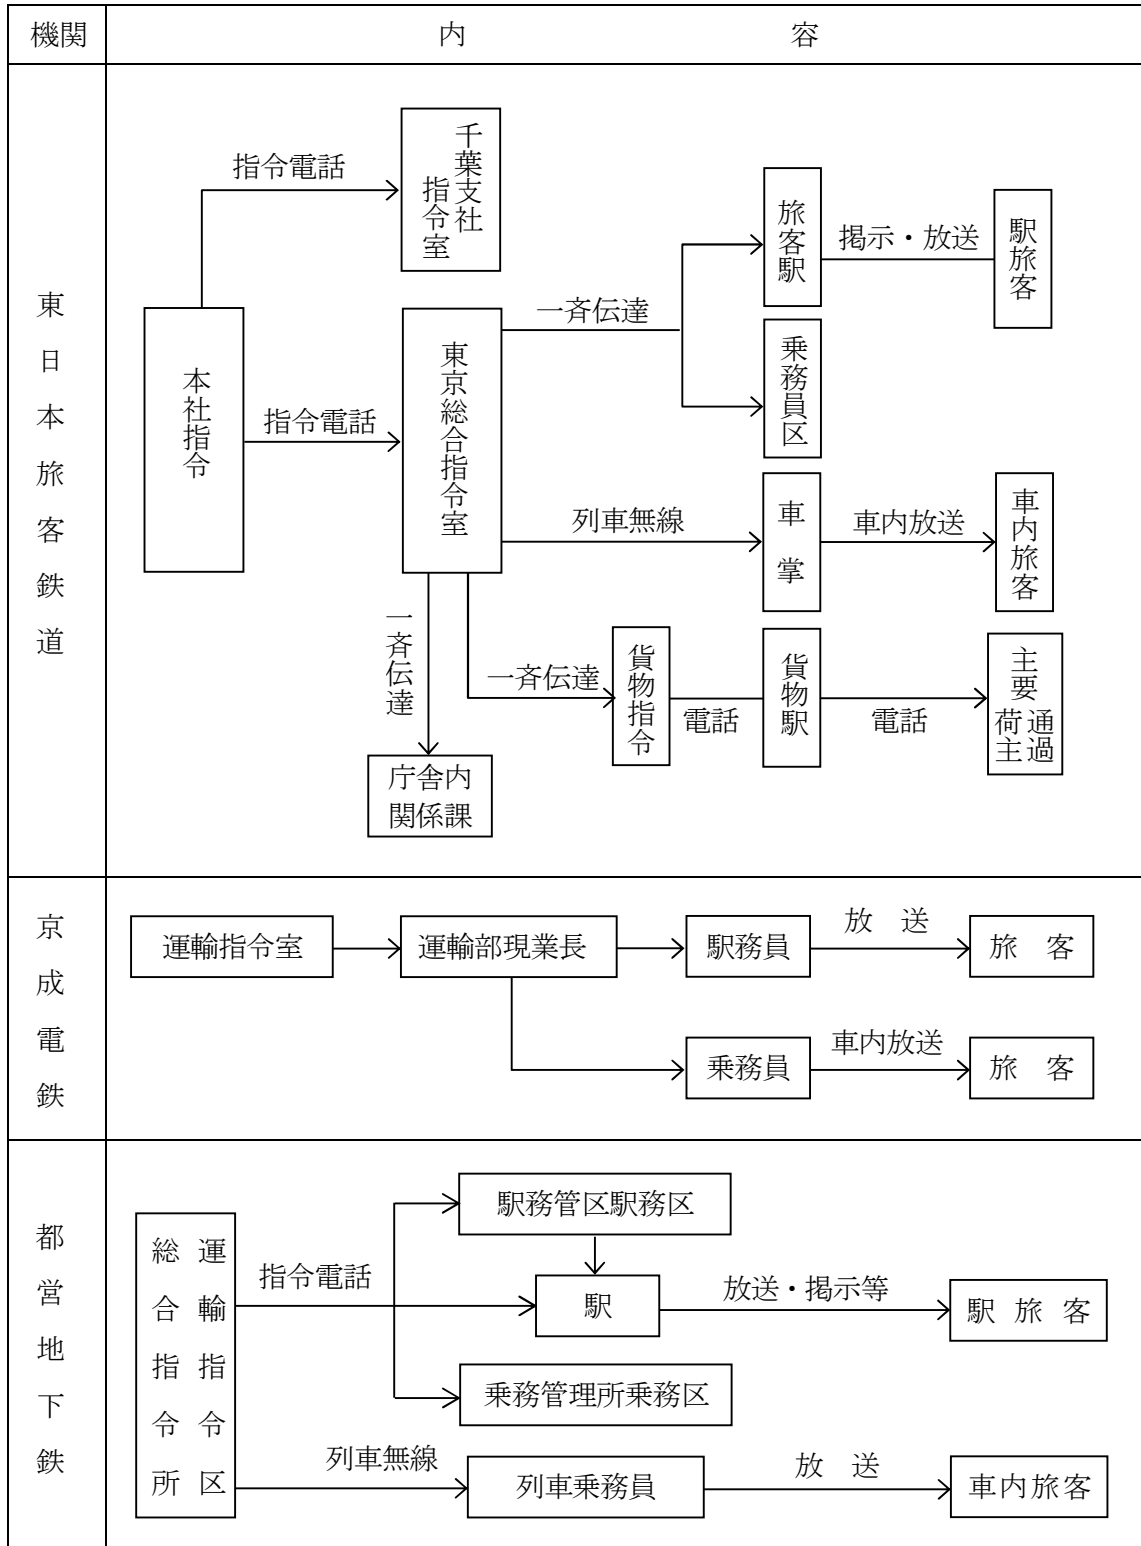 機関
内容
東日本旅客鉄道
指令電話
千葉支社
指令室
本社指令
指令電話
東京総合指令室
一斉伝達
旅客駅
掲示・放送
駅旅客
乗務員区
列車無線
車掌
車内放送
車内旅客
一斉伝達
庁舎内
関係課
一斉伝達
貨物指令
電話
貨物駅
電話
主要
通過
荷主
京成電鉄
運輸指令室
運輸部現業長
駅務員
放送
旅客
乗務員
車内放送
旅客
都営地下鉄
運輸指令区
総合指令所
指令電話
駅務管区駅務区
駅
放送・掲示等
駅旅客
乗務管理所乗務区
列車無線
列車乗務員
放送
車内旅客